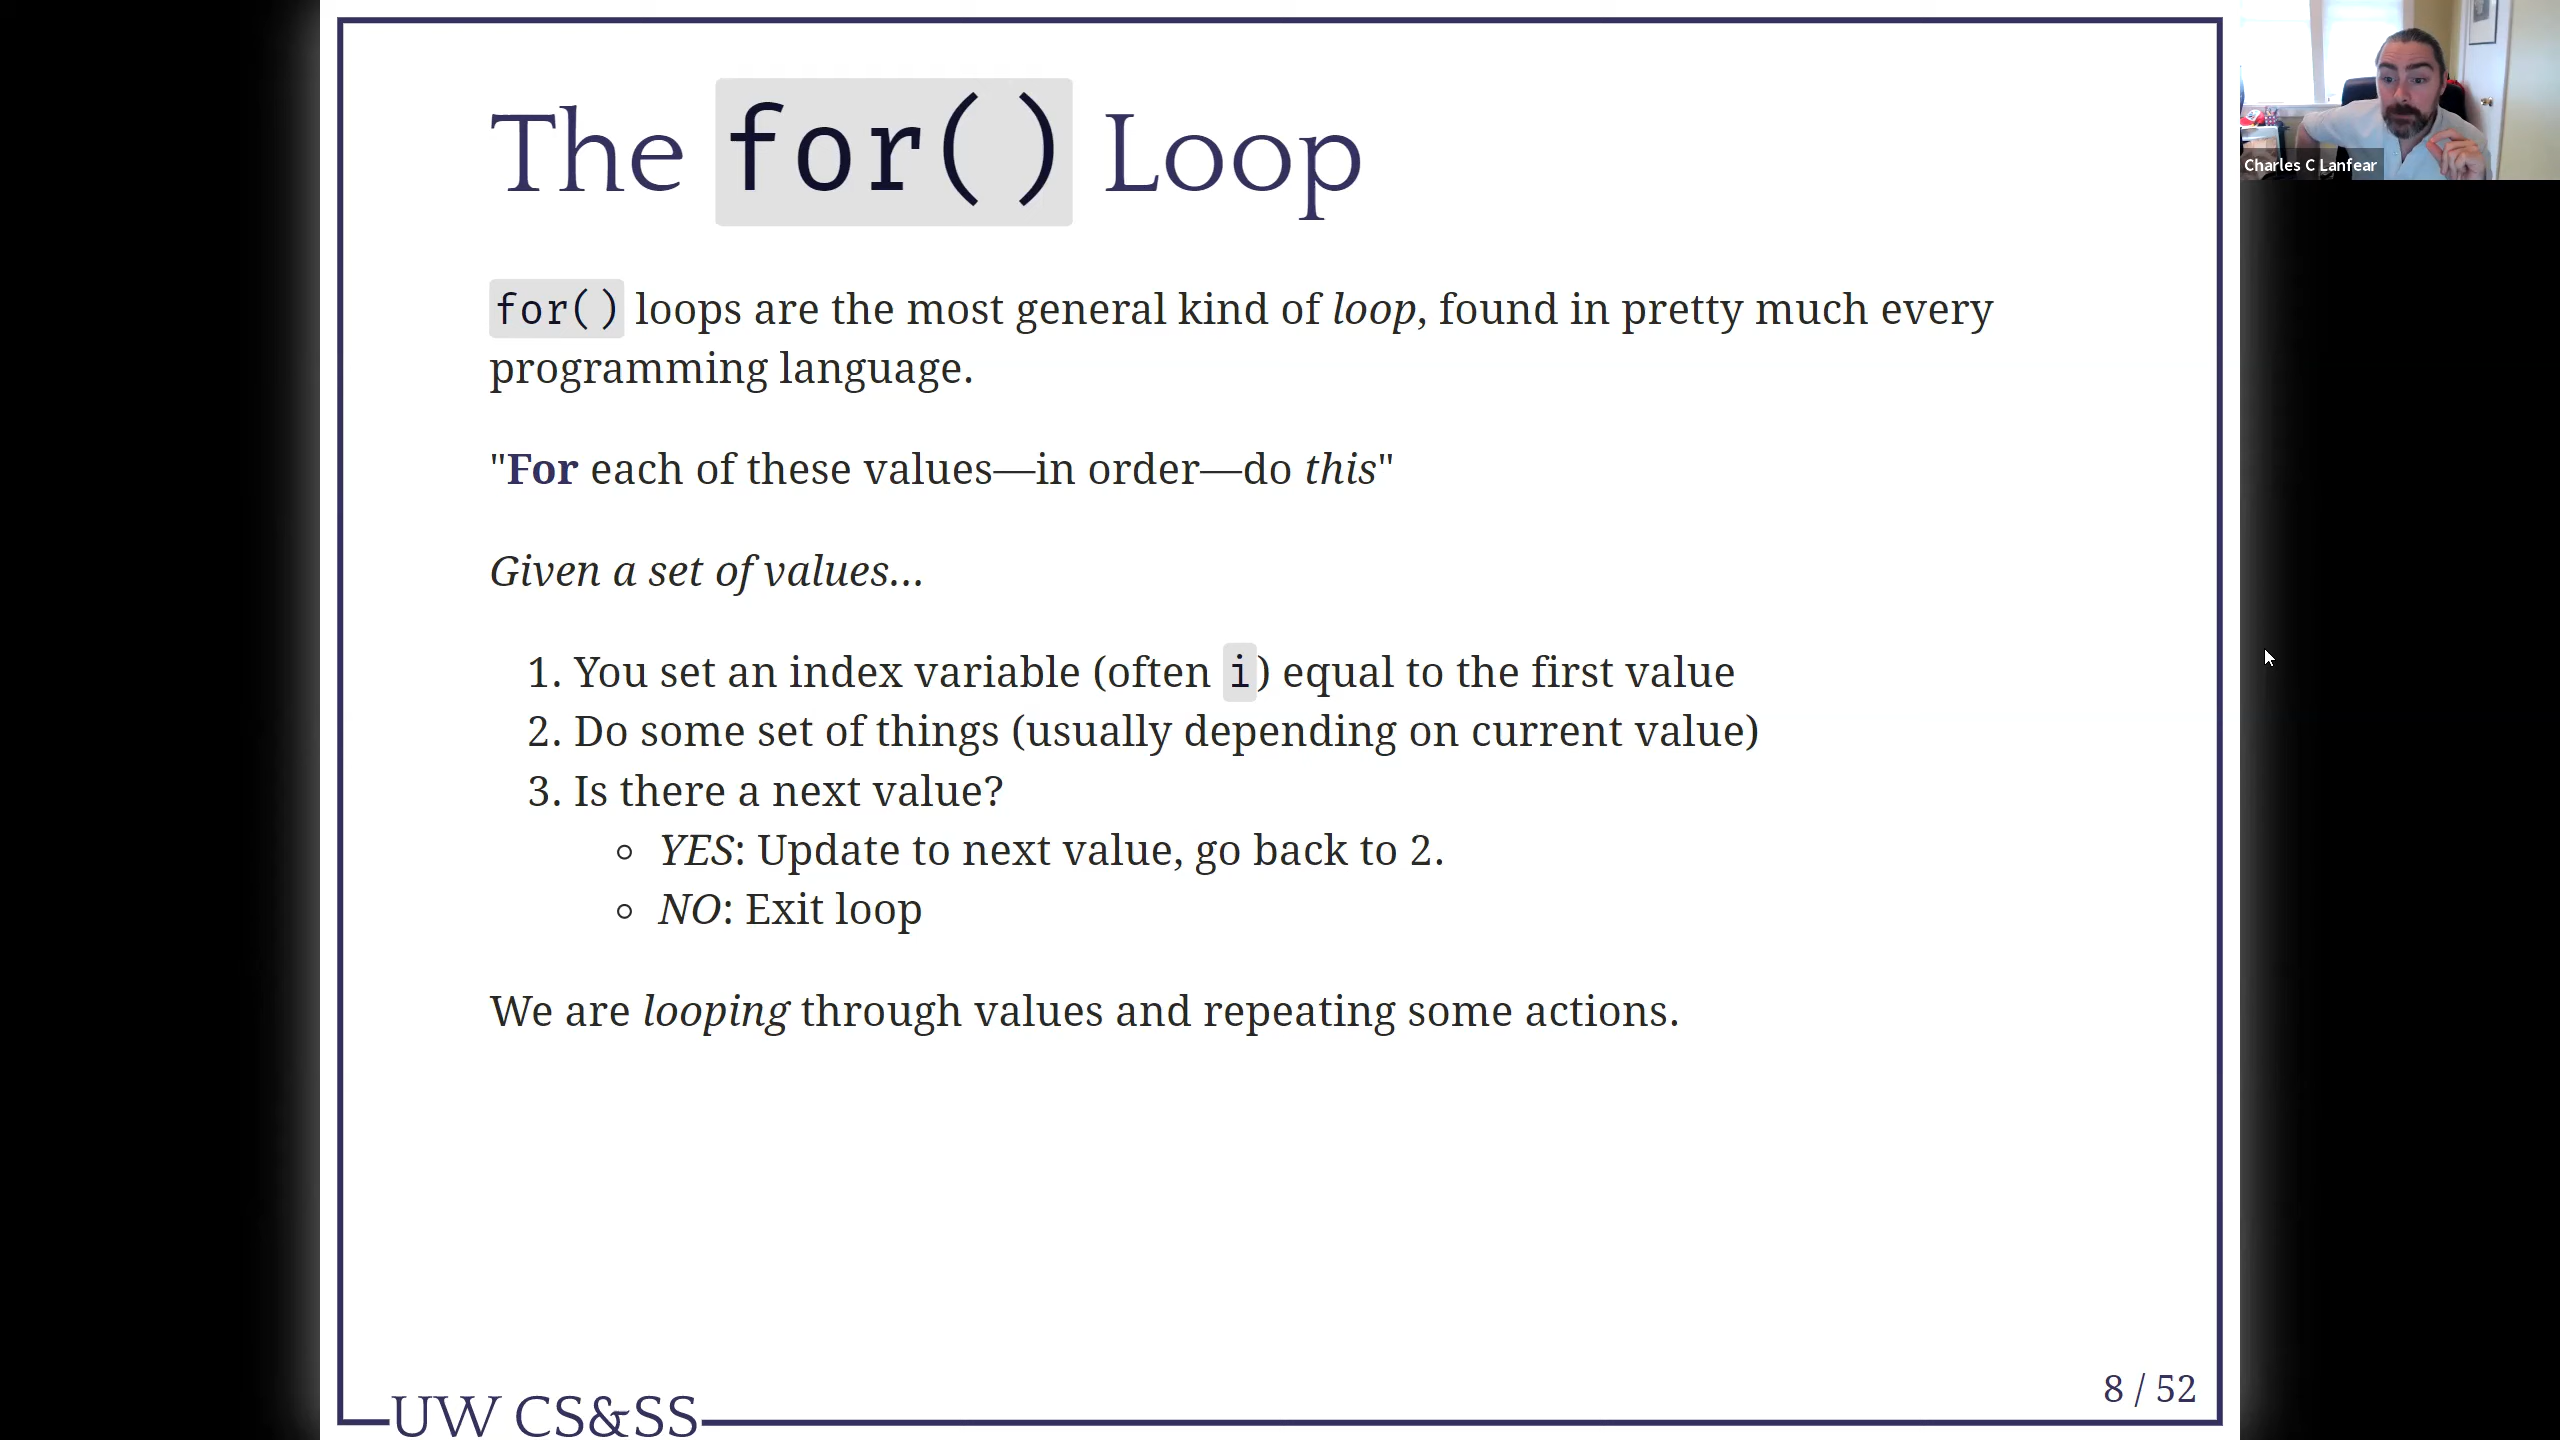 The for() Loop
Charles C Lanfear
for() loops are the most general kind of loop, found in pretty much every
programming language.
"For each of these values—in order—do this"
Given a set of values...
1. You set an index variable (often i) equal to the first value
2. Do some set of things (usually depending on current value)
3. Is there a next value?
◦ YES: Update to next value, go back to 2.
◦ NO: Exit loop
We are looping through values and repeating some actions.
8 / 52
UW CS&SS